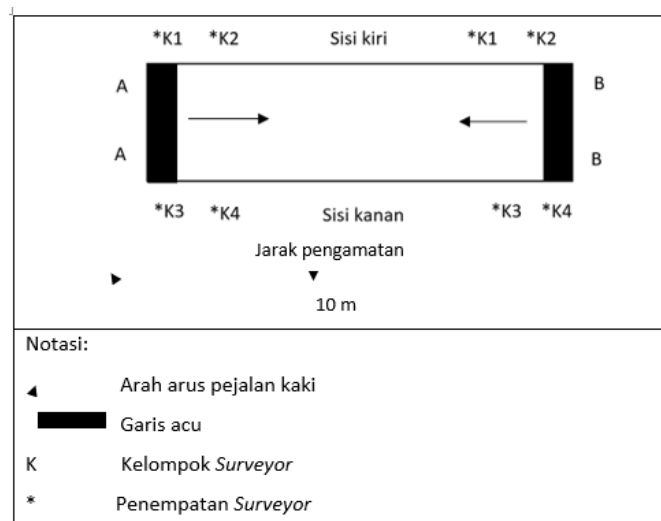 *K1 *K2 Sisi kiri *K1 *K2
A B
A B
*K3 *K4 Sisi kanan *K3 *K4
Jarak pengamatan
10 m
Notasi:
Arah arus pejalan kaki
Garis acu
K Kelompok Surveyor
* Penempatan Surveyor